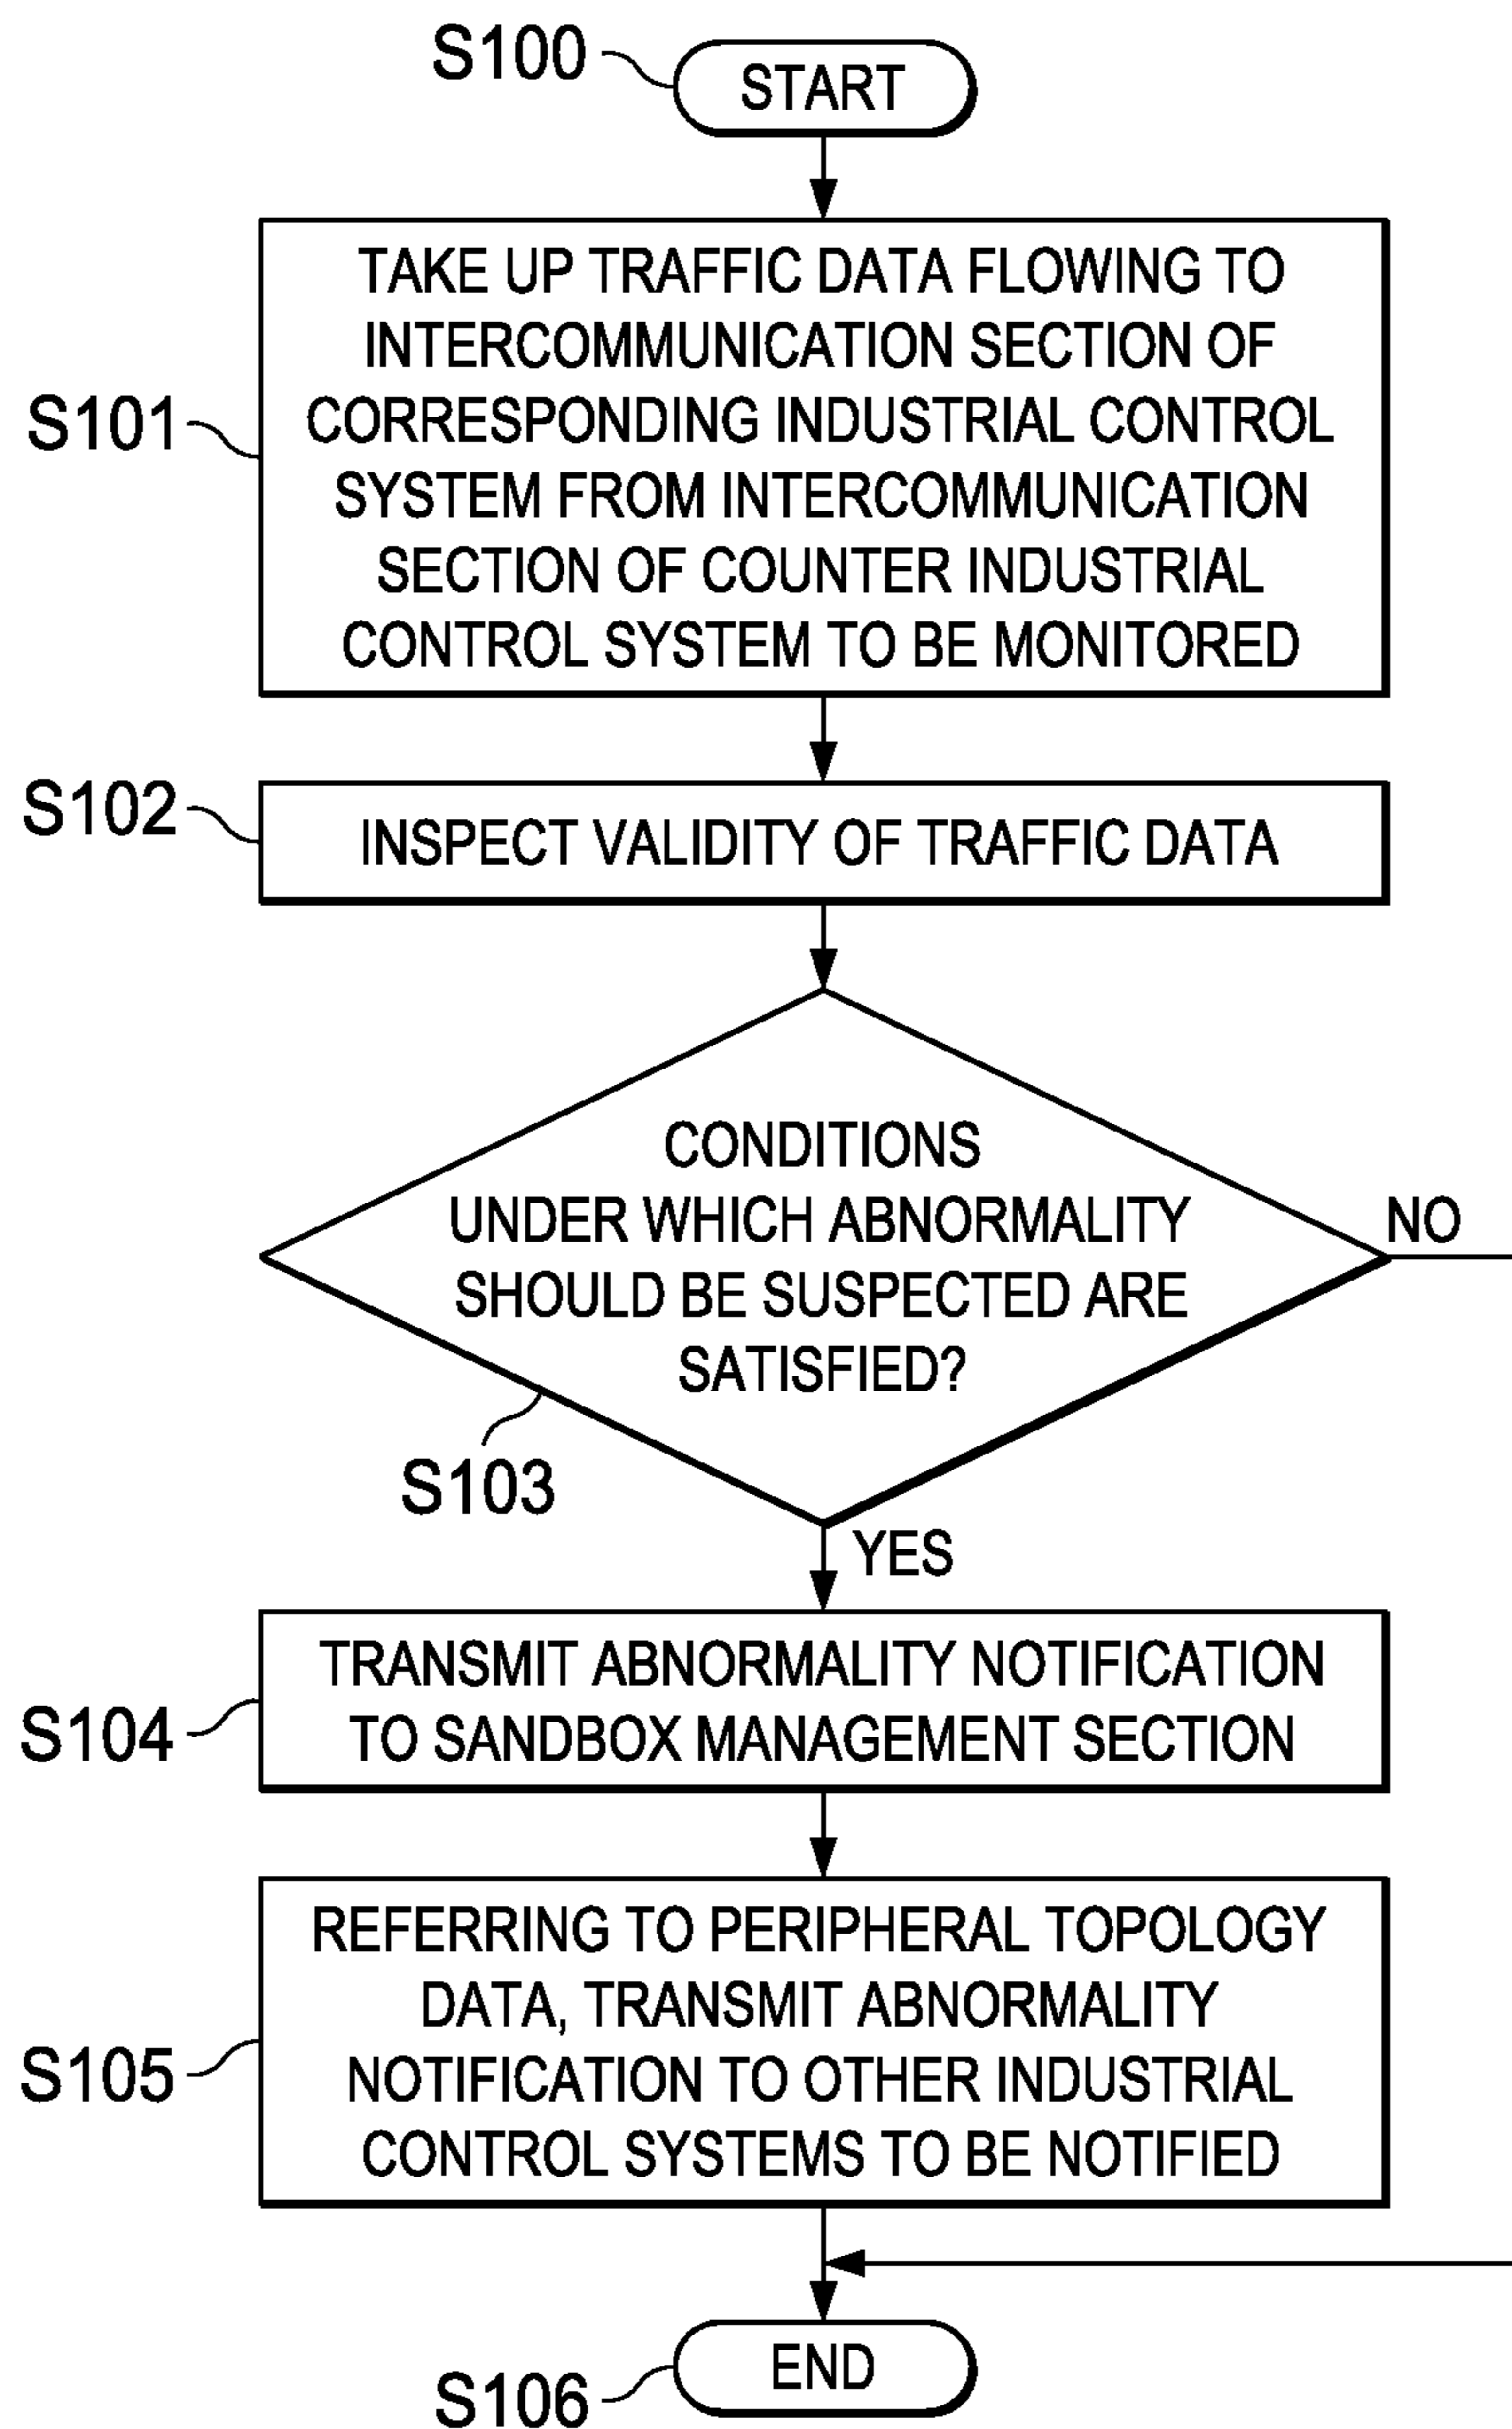 S100
START
S101
TAKE UP TRAFFIC DATA FLOWING TO
INTERCOMMUNICATION SECTION OF
CORRESPONDING INDUSTRIAL CONTROL
SYSTEM FROM INTERCOMMUNICATION
SECTION OF COUNTER INDUSTRIAL
CONTROL SYSTEM TO BE MONITORED
S102
INSPECT VALIDITY OF TRAFFIC DATA
CONDITIONS
UNDER WHICH ABNORMALITY
SHOULD BE SUSPECTED ARE
SATISFIED?
NO
S103
YES
S104
TRANSMIT ABNORMALITY NOTIFICATION
TO SANDBOX MANAGEMENT SECTION
S105
REFERRING TO PERIPHERAL TOPOLOGY
DATA, TRANSMIT ABNORMALITY
NOTIFICATION TO OTHER INDUSTRIAL
CONTROL SYSTEMS TO BE NOTIFIED
S106
END